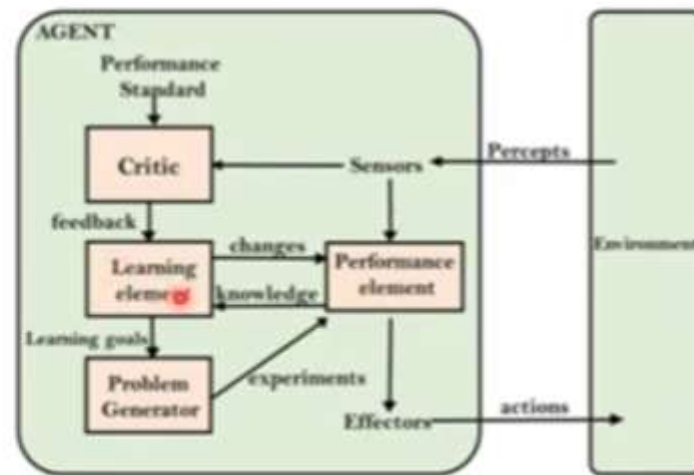 AGENT
Performance
Standard
Critic
Sensors
Percepts
feedback
changes
Learning
element
knowledge
Performance
element
Environment
Learning goals
experiments
Problem
Generator
Effectors
actions